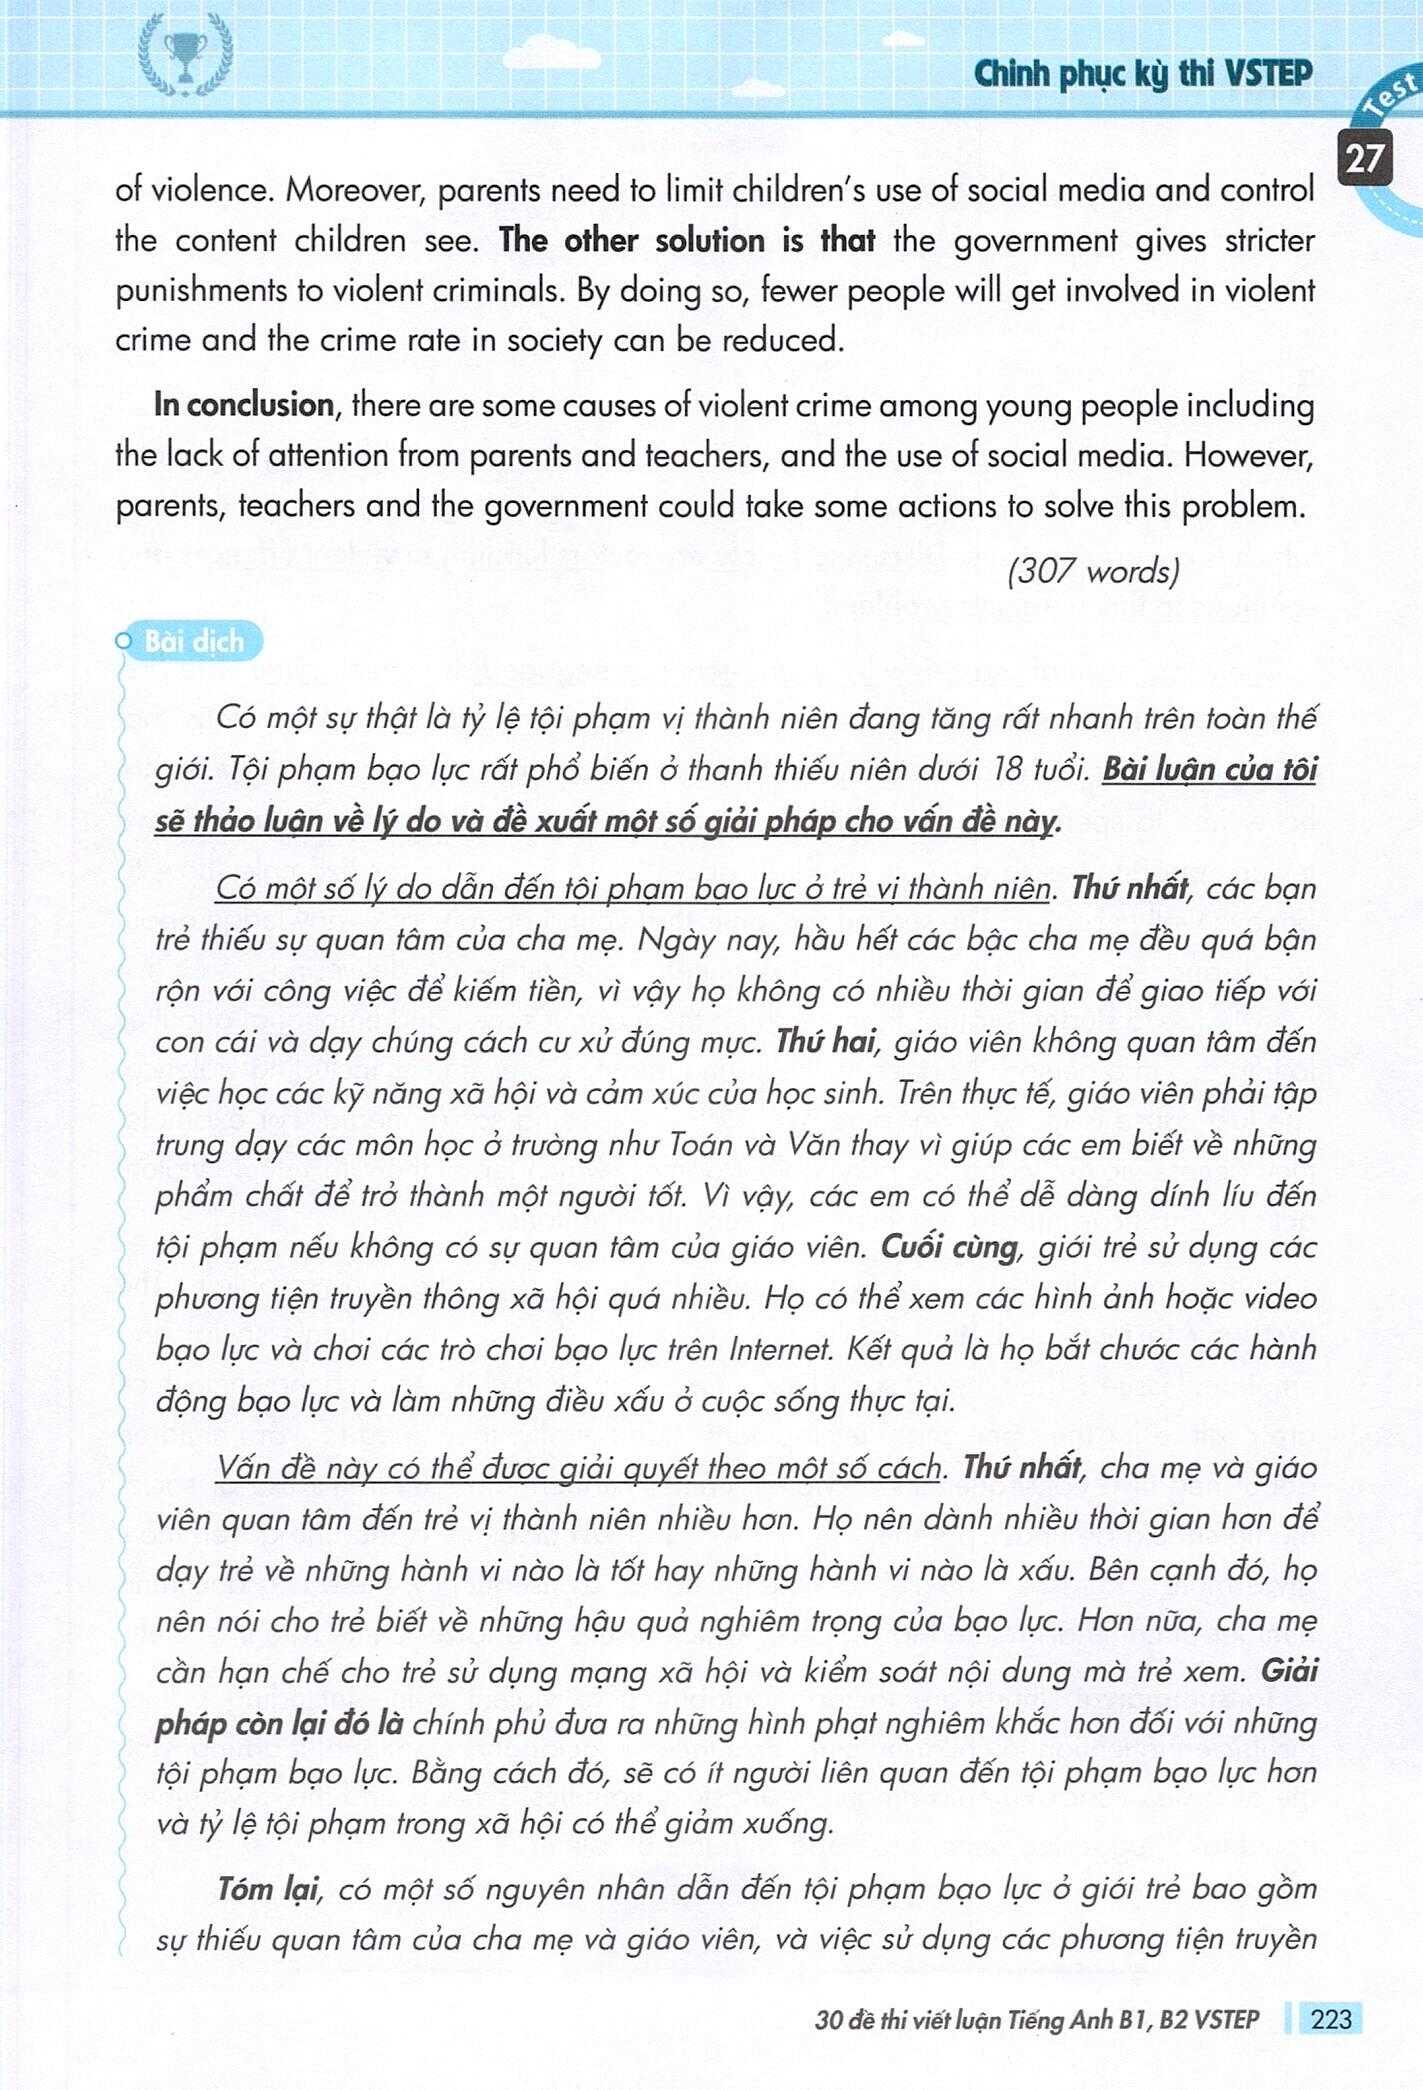 Chinh phục kỳ thi VSTEP
Test
27
of violence. Moreover, parents need to limit children's use of social media and control
the content children see. The other solution is that the government gives stricter
punishments to violent criminals. By doing so, fewer people will get involved in violent
crime and the crime rate in society can be reduced.
In conclusion, there are some causes of violent crime among young people including
the lack of attention from parents and teachers, and the use of social media. However,
parents, teachers and the government could take some actions to solve this problem.
(307 words)
Bài dịch
Có một sự thật là tỷ lệ tội phạm vị thành niên đang tăng rất nhanh trên toàn thế
giới. Tội phạm bạo lực rất phổ biến ở thanh thiếu niên dưới 18 tuổi. Bài luận của tôi
sẽ thảo luận về lý do và đề xuất một số giải pháp cho vấn đề này.
Có một số lý do dẫn đến tội phạm bạo lực ở trẻ vị thành niên. Thứ nhất, các bạn
trẻ thiếu sự quan tâm của cha mẹ. Ngày nay, hầu hết các bậc cha mẹ đều quá bận
rộn với công việc để kiếm tiền, vì vậy họ không có nhiều thời gian để giao tiếp với
con cái và dạy chúng cách cư xử đúng mực. Thứ hai, giáo viên không quan tâm đến
việc học các kỹ năng xã hội và cảm xúc của học sinh. Trên thực tế, giáo viên phải tập
trung dạy các môn học ở trường như Toán và Văn thay vì giúp các em biết về những
phẩm chất để trở thành một người tốt. Vì vậy, các em có thể dễ dàng dính líu đến
tội phạm nếu không có sự quan tâm của giáo viên. Cuối cùng, giới trẻ sử dụng các
phương tiện truyền thông xã hội quá nhiều. Họ có thể xem các hình ảnh hoặc video
bạo lực và chơi các trò chơi bạo lực trên Internet. Kết quả là họ bắt chước các hành
động bạo lực và làm những điều xấu ở cuộc sống thực tại.
Vấn đề này có thể được giải quyết theo một số cách. Thứ nhất, cha mẹ và giáo
viên quan tâm đến trẻ vị thành niên nhiều hơn. Họ nên dành nhiều thời gian hơn để
dạy trẻ về những hành vi nào là tốt hay những hành vi nào là xấu. Bên cạnh đó, họ
nên nói cho trẻ biết về những hậu quả nghiêm trọng của bạo lực. Hơn nữa, cha mẹ
cần hạn chế cho trẻ sử dụng mạng xã hội và kiểm soát nội dung mà trẻ xem. Giải
pháp còn lại đó là chính phủ đưa ra những hình phạt nghiêm khắc hơn đối với những
tội phạm bạo lực. Bằng cách đó, sẽ có ít người liên quan đến tội phạm bạo lực hơn
và tỷ lệ tội phạm trong xã hội có thể giảm xuống.
Tóm lại, có một số nguyên nhân dẫn đến tội phạm bạo lực ở giới trẻ bao gồm
sự thiếu quan tâm của cha mẹ và giáo viên, và việc sử dụng các phương tiện truyền
30 đề thi viết luận Tiếng Anh B1, B2 VSTEP 223